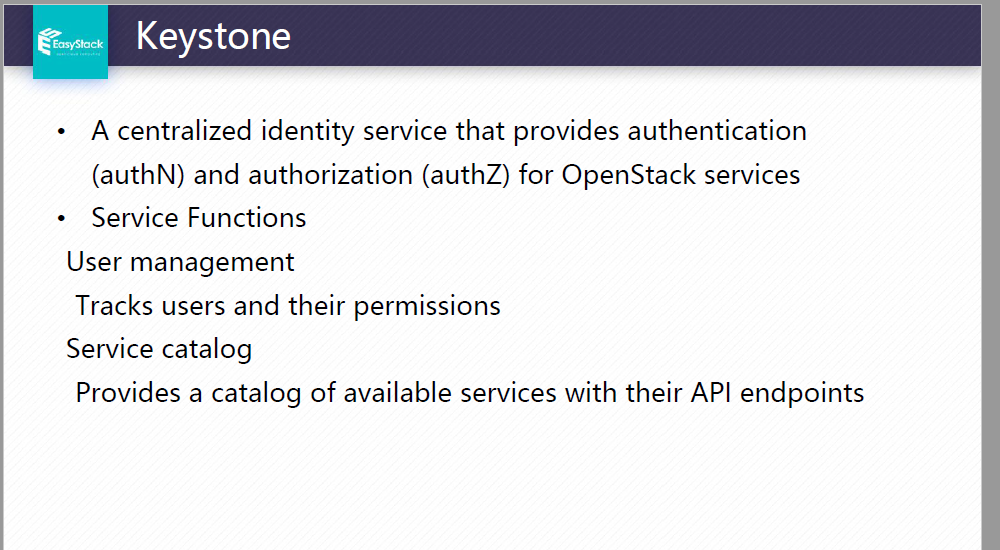 EasyStack
Keystone
• A centralized identity service that provides authentication
(authN) and authorization (authZ) for OpenStack services
• Service Functions
User management
Tracks users and their permissions
Service catalog
Provides a catalog of available services with their API endpoints